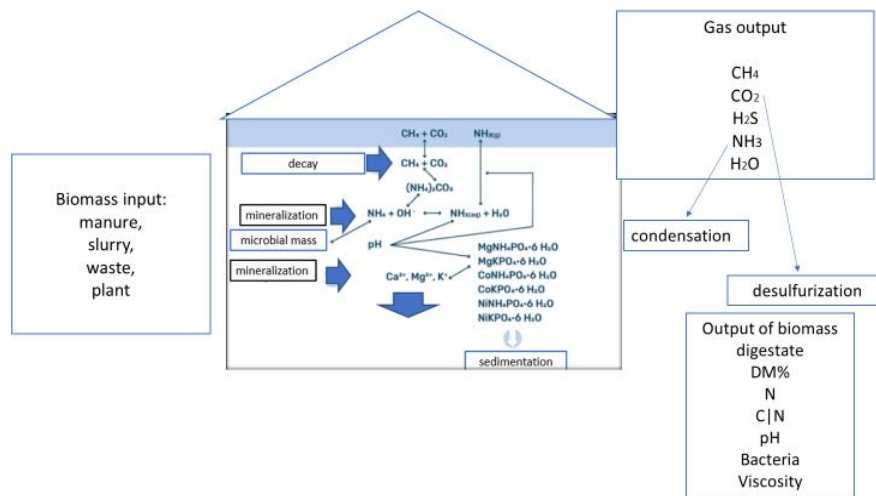 Biomass input:
manure,
slurry,
waste,
plant
CH₄ + CO₂ NH₃(g)
decay
CH₄ + CO₂
(NH₄)₂CO₃
mineralization
NH₄ + OH⁻ NH₃(aq) + H₂O
microbial mass
pH
mineralization
Ca²⁺, Mg²⁺, K⁺
MgNH₄PO₄•6 H₂O
MgKPO₄•6 H₂O
CoNH₄PO₄•6 H₂O
CoKPO₄•6 H₂O
NiNH₄PO₄•6 H₂O
NiKPO₄•6 H₂O
sedimentation
Gas output
CH₄
CO₂
H₂S
NH₃
H₂O
condensation
desulfurization
Output of biomass
digestate
DM%
N
C|N
pH
Bacteria
Viscosity